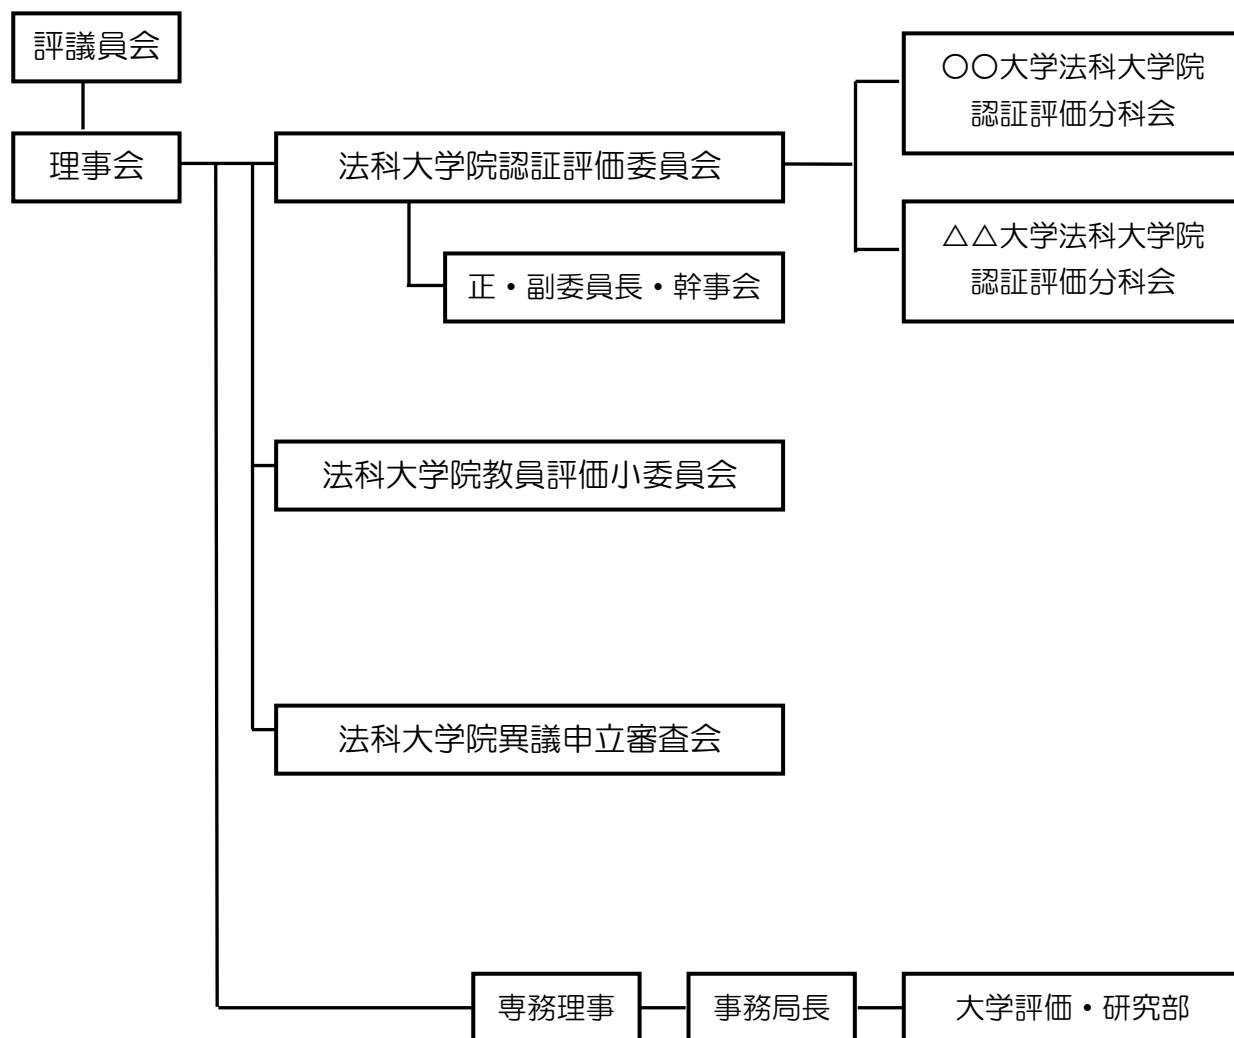 評議員会
理事会
法科大学院認証評価委員会
正・副委員長・幹事会
〇〇大学法科大学院
認証評価分科会
△△大学法科大学院
認証評価分科会
法科大学院教員評価小委員会
法科大学院異議申立審査会
専務理事
事務局長
大学評価・研究部